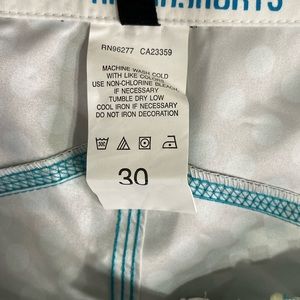 RN96277 CA23359
MACHINE WASH COLD
WITH LIKE COLORS
USE NON-CHLORINE BLEACH
IF NECESSARY
TUMBLE DRY LOW
COOL IRON IF NECESSARY
DO NOT IRON DECORATION
30